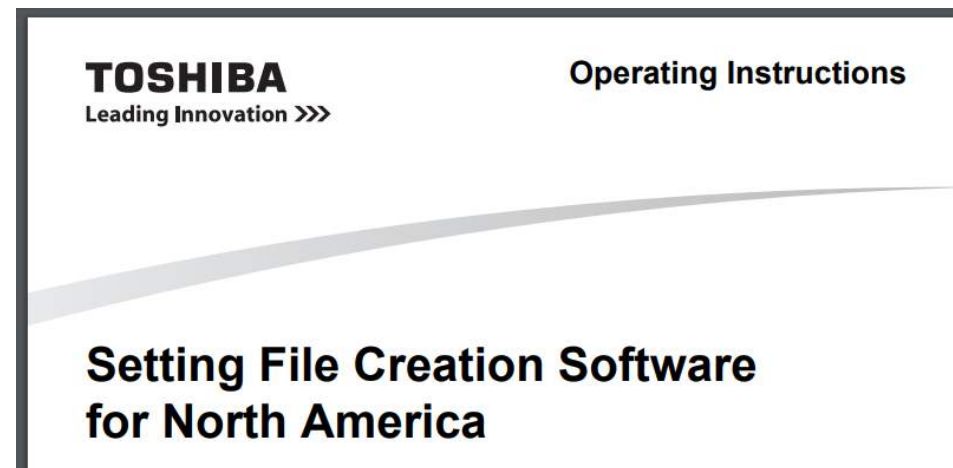 TOSHIBA
Leading Innovation >>>
Operating Instructions
Setting File Creation Software
for North America